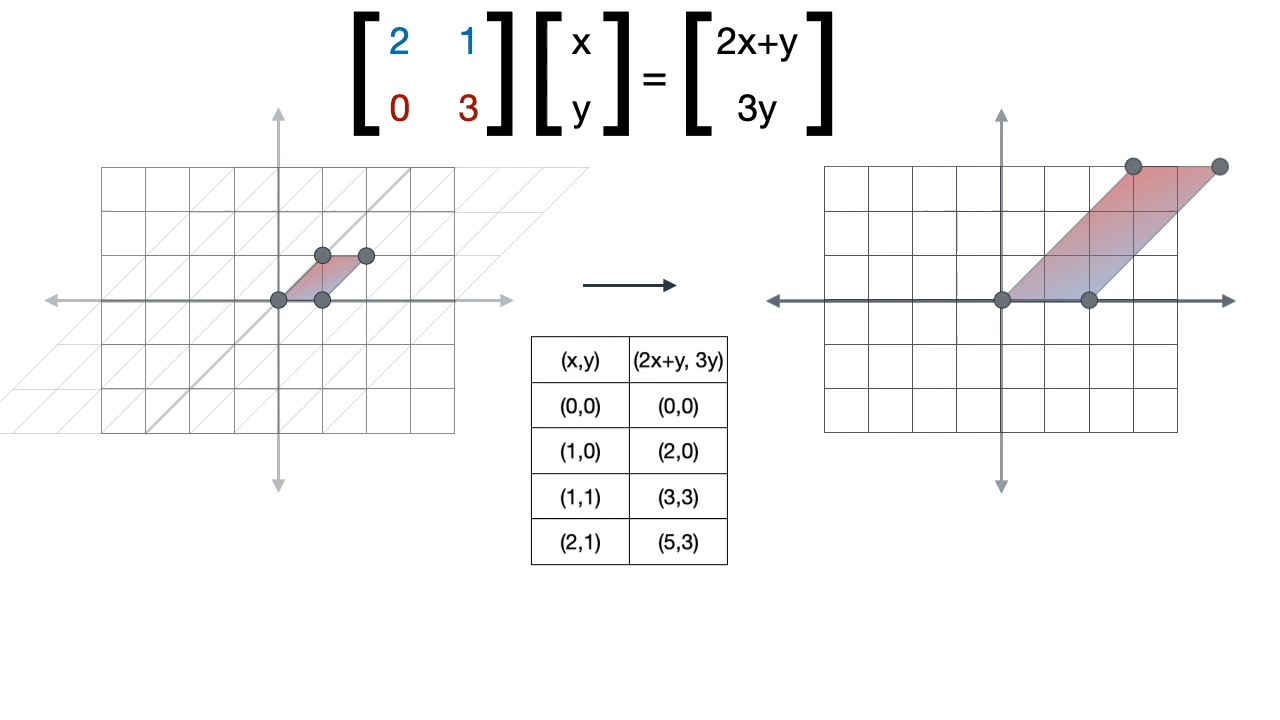 2 1 x = 2x+y
0 3 y 3y
(x,y) (2x+y, 3y)
(0,0) (0,0)
(1,0) (2,0)
(1,1) (3,3)
(2,1) (5,3)